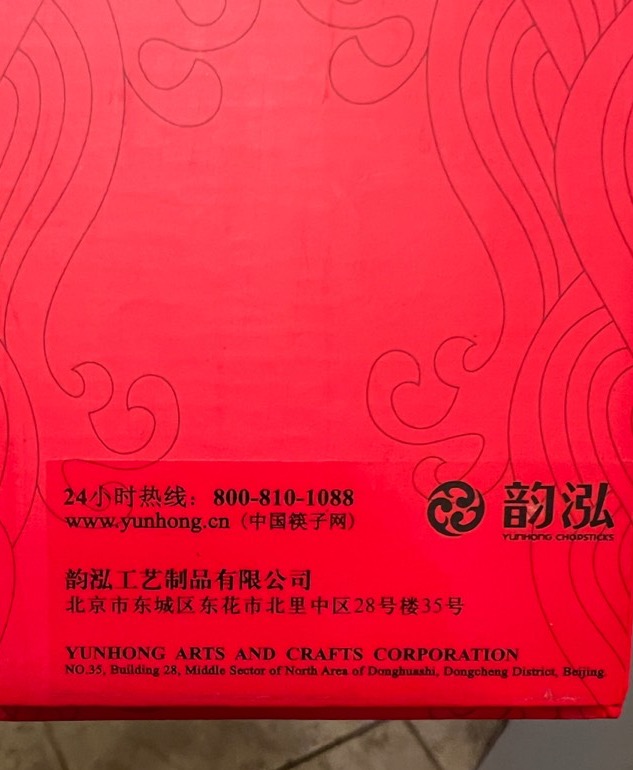 24小时热线：800-810-1088
www.yunhong.cn（中国筷子网）
韵泓
YUNHONG CHOPSTICKS
韵泓工艺制品有限公司
北京市东城区东花市北里中区28号楼35号
YUNHONG ARTS AND CRAFTS CORPORATION
NO.35, Building 28, Middle Sector of North Area of Donghuashi, Dongcheng District, Beijing.